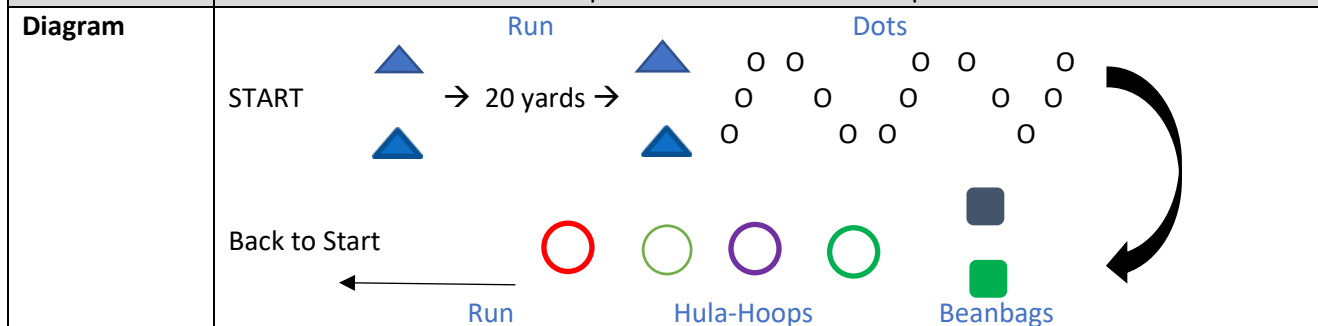 Diagram
Run Dots
O O O O O
START → 20 yards → O O O O O
O O O O
Back to Start
Run Hula-Hoops Beanbags